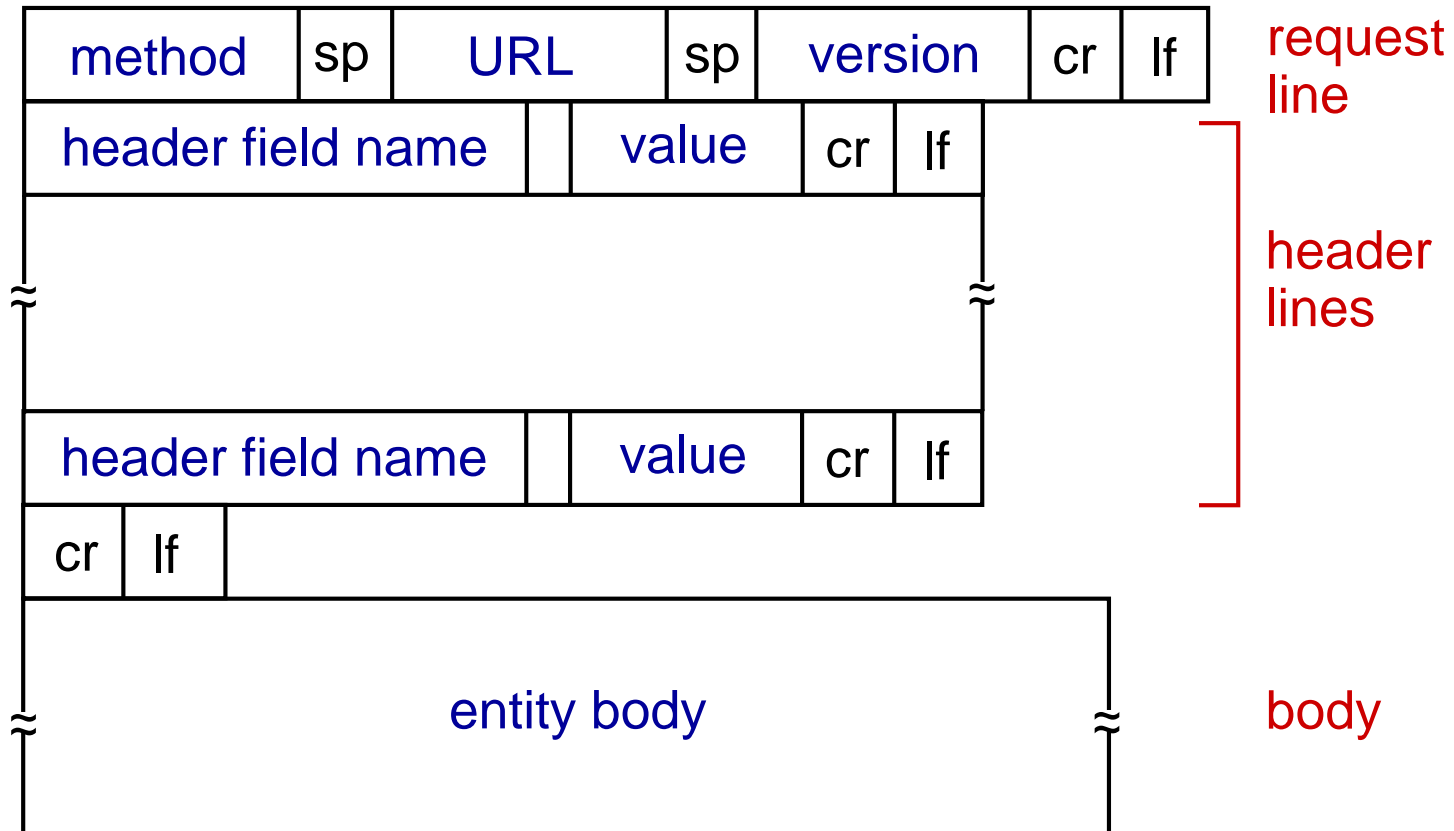 method sp URL sp version cr lf
request
line
header field name value cr lf
header
lines
≈ ≈
header field name value cr lf
cr lf
≈ entity body ≈
body